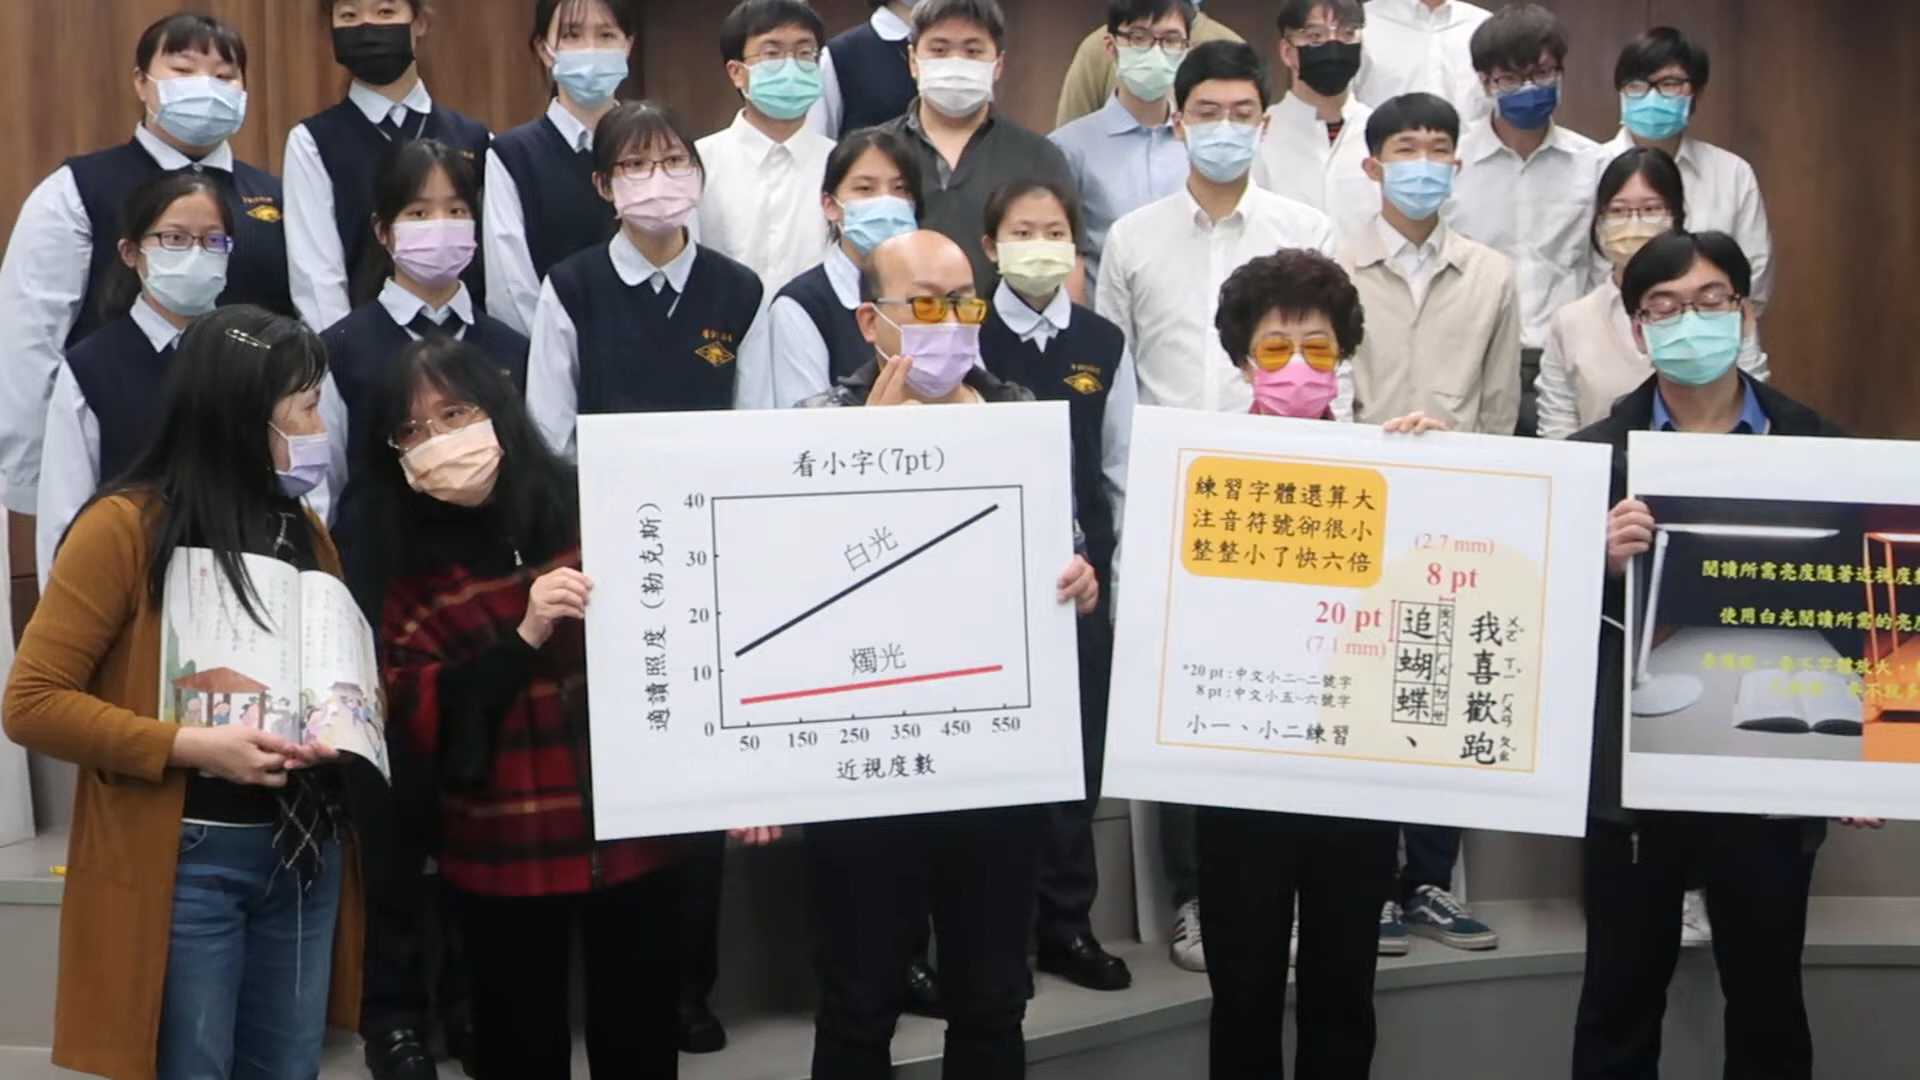 看小字(7pt)
適讀照度（勒克斯）
40
30
20
10
0
白光
燭光
50 150 250 350 450 550
近視度數
練習字體還算大
注音符號卻很小
整整小了快六倍
(2.7 mm)
8 pt
20 pt
(7.1 mm)
*20 pt :中文小二~二號字
8 pt :中文小五~六號字
小一、小二練習
我喜歡跑
ㄨㄛˇ ㄒㄧˇ ㄏㄨㄢ ㄆㄠˇ
、
追蝴蝶
閱讀所需亮度隨著近視度
使用白光閱讀所需的亮